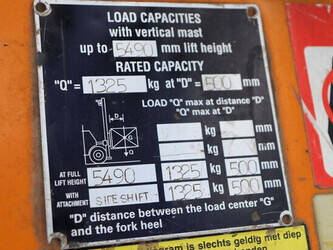 LOAD CAPACITIES
with vertical mast
up to 5490 mm lift height
RATED CAPACITY
"Q"= 1325 kg at "D"= 500 mm
LOAD "Q" max at distance "D"
"Q" max at "D"
D
Q
kg mm
kg mm
AT FULL LIFT HEIGHT 5490 1325 kg 500 mm
WITH ATTACHMENT SIDESHIFT 1325 kg 500 mm
"D" distance between the load center "G"
and the fork heel
gram is slechts geldig met diep